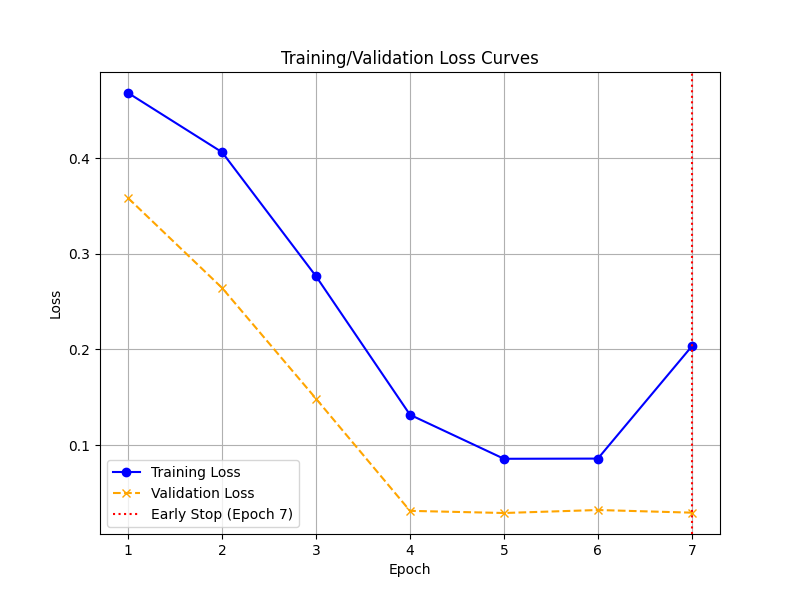 Training/Validation Loss Curves
0.4
0.3
0.2
0.1
Loss
Training Loss
Validation Loss
Early Stop (Epoch 7)
1 2 3 4 5 6 7
Epoch